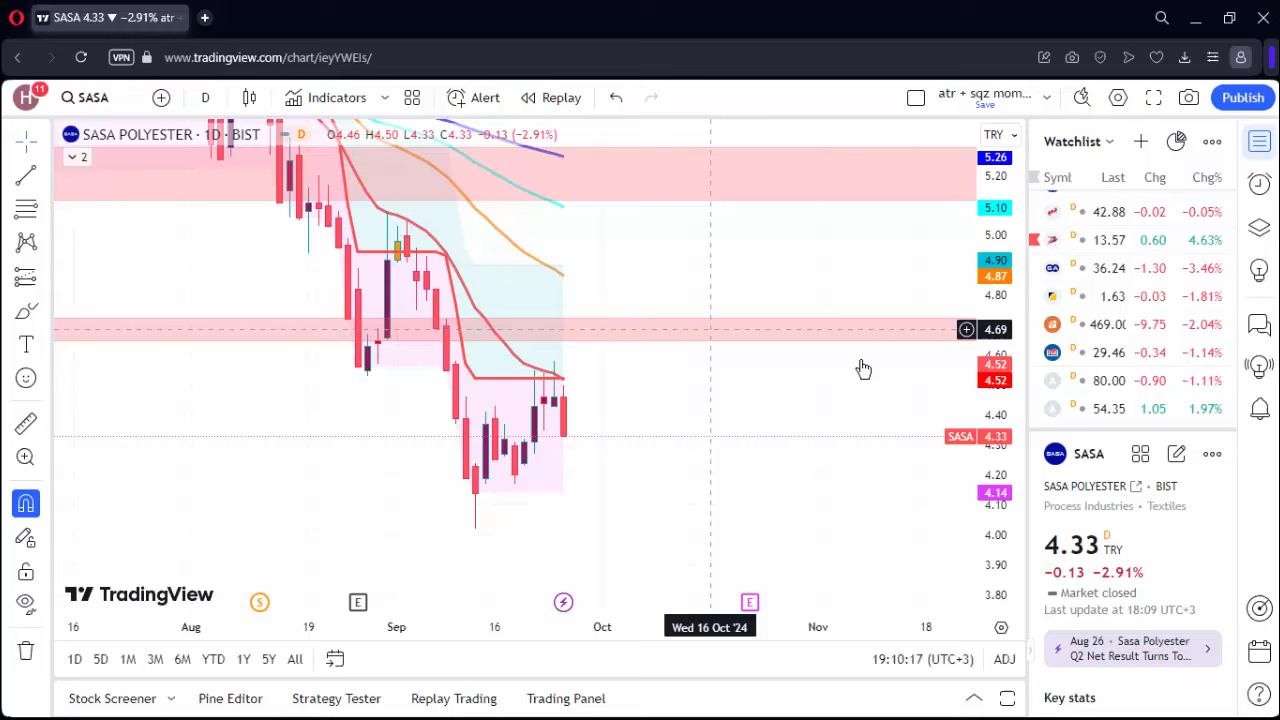 SASA 4.33 ▼ −2.91% atr
VPN www.tradingview.com/chart/ieyYWEIs/
H 11 SASA D Indicators Alert Replay atr + sqz mom... Save Publish
SASA POLYESTER · 1D · BIST D O4.46 H4.50 L4.33 C4.33 −0.13 (−2.91%) TRY
2
5.26
5.20
5.10
5.00
4.90
4.87
4.80
4.69
4.60
4.52
4.52
4.40
SASA 4.33
4.30
4.20
4.14
4.10
4.00
3.90
3.80
Watchlist
Symb Last Chg Chg%
D 42.88 −0.02 −0.05%
D 13.57 0.60 4.63%
D 36.24 −1.30 −3.46%
D 1.63 −0.03 −1.81%
D 469.00 −9.75 −2.04%
D 29.46 −0.34 −1.14%
D 80.00 −0.90 −1.11%
D 54.35 1.05 1.97%
SASA
SASA POLYESTER · BIST
Process Industries • Textiles
4.33 D TRY
−0.13 −2.91%
Market closed
Last update at 18:09 UTC+3
Aug 26 · Sasa Polyester
Q2 Net Result Turns To...
Key stats
TradingView
S E E
16 Aug 19 Sep 16 Oct Wed 16 Oct '24 Nov 18
1D 5D 1M 3M 6M YTD 1Y 5Y All 19:10:17 (UTC+3) ADJ
Stock Screener Pine Editor Strategy Tester Replay Trading Trading Panel